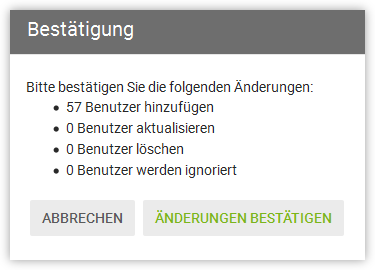 Bestätigung
Bitte bestätigen Sie die folgenden Änderungen:
• 57 Benutzer hinzufügen
• 0 Benutzer aktualisieren
• 0 Benutzer löschen
• 0 Benutzer werden ignoriert
ABBRECHEN ÄNDERUNGEN BESTÄTIGEN